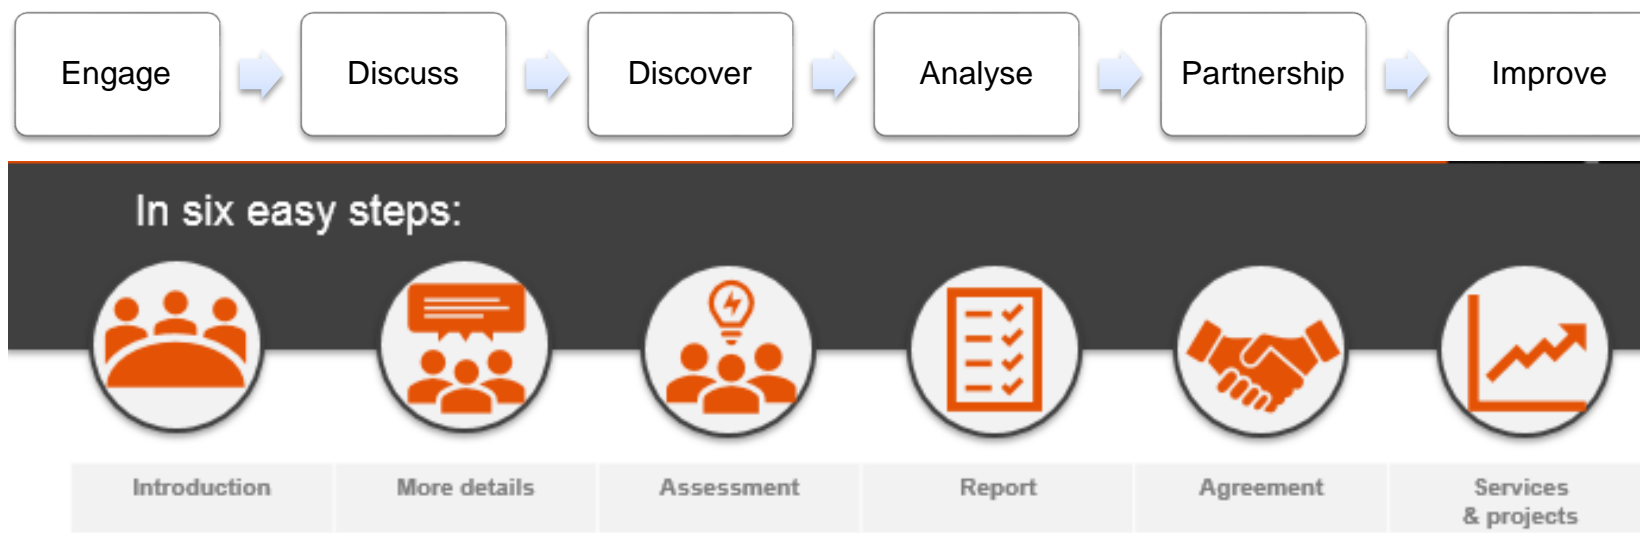 Engage Discuss Discover Analyse Partnership Improve
In six easy steps:
Introduction More details Assessment Report Agreement Services
& projects